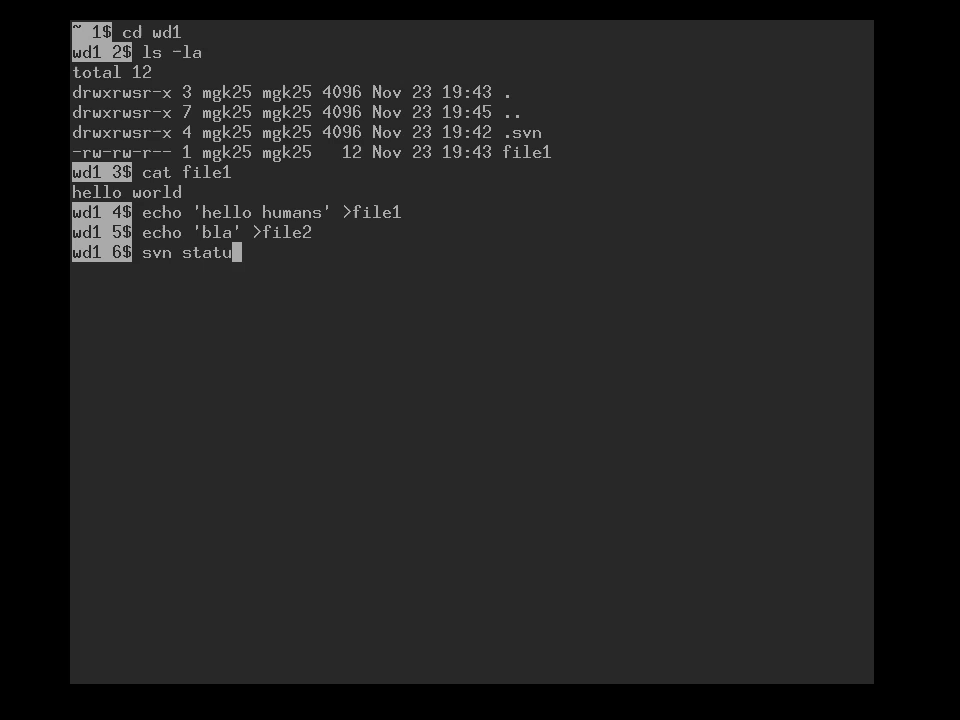 ~ 1$ cd wd1
wd1 2$ ls -la
total 12
drwxrwsr-x 3 mgk25 mgk25 4096 Nov 23 19:43 .
drwxrwsr-x 7 mgk25 mgk25 4096 Nov 23 19:45 ..
drwxrwsr-x 4 mgk25 mgk25 4096 Nov 23 19:42 .svn
-rw-rw-r-- 1 mgk25 mgk25   12 Nov 23 19:43 file1
wd1 3$ cat file1
hello world
wd1 4$ echo 'hello humans' >file1
wd1 5$ echo 'bla' >file2
wd1 6$ svn statu